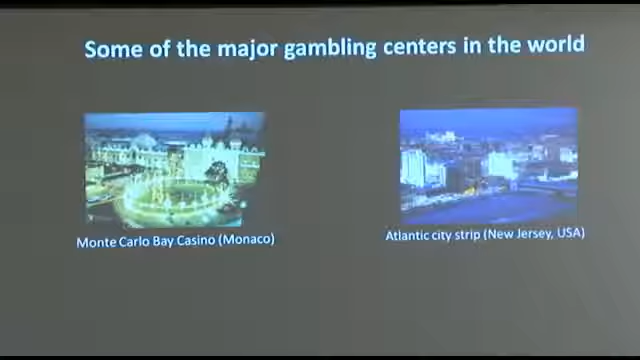 Some of the major gambling centers in the world
Monte Carlo Bay Casino (Monaco)
Atlantic city strip (New Jersey, USA)